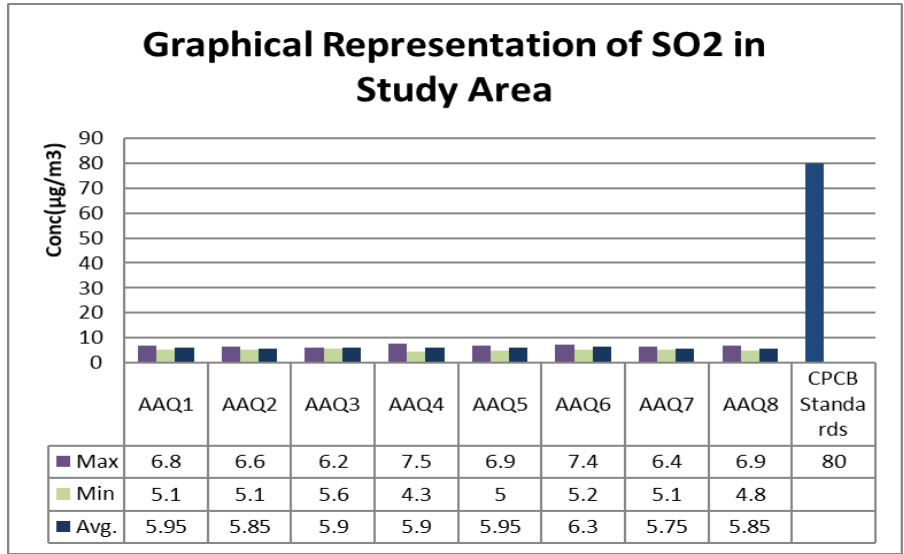 Graphical Representation of SO2 in
Study Area
Conc(µg/m3)
90
80
70
60
50
40
30
20
10
0
AAQ1 AAQ2 AAQ3 AAQ4 AAQ5 AAQ6 AAQ7 AAQ8 CPCB
Standa
rds
Max 6.8 6.6 6.2 7.5 6.9 7.4 6.4 6.9 80
Min 5.1 5.1 5.6 4.3 5 5.2 5.1 4.8
Avg. 5.95 5.85 5.9 5.9 5.95 6.3 5.75 5.85